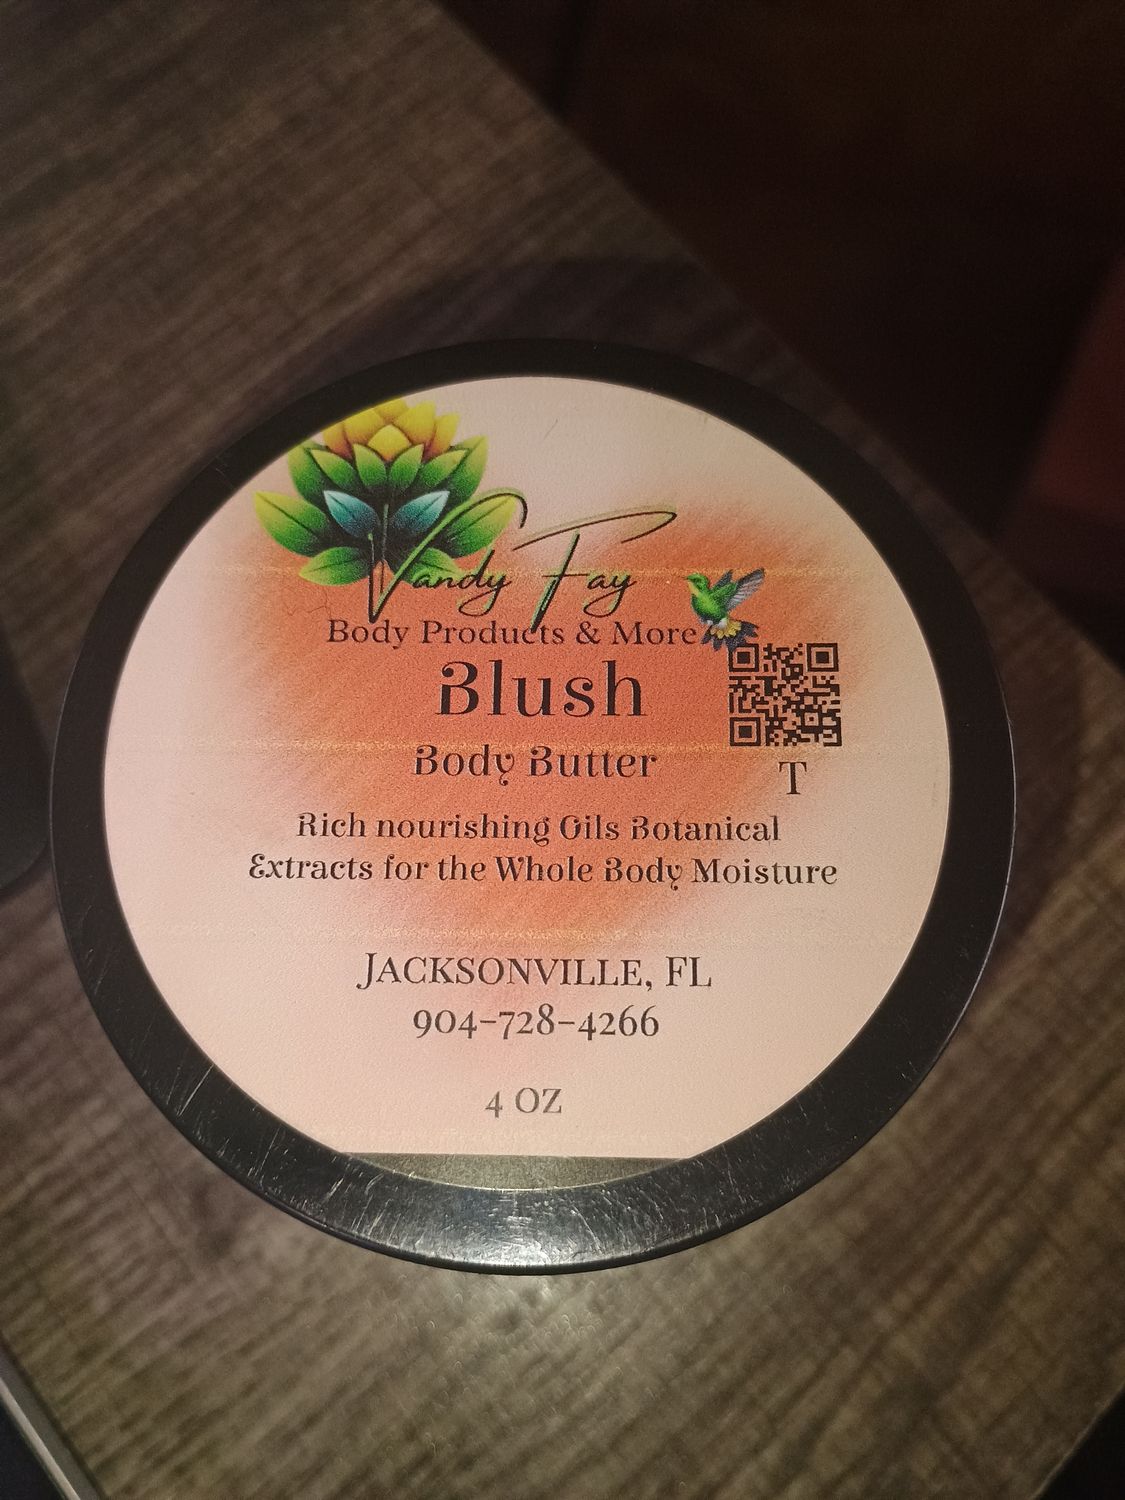 Vandy Fay
Body Products & More
Blush
Body Butter
T
Rich nourishing Oils Botanical
Extracts for the Whole Body Moisture
JACKSONVILLE, FL
904-728-4266
4 OZ